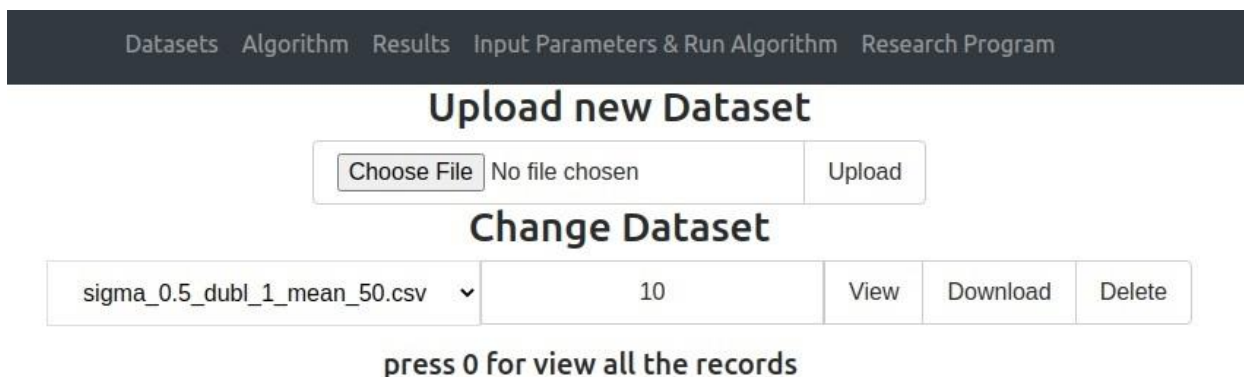 Datasets Algorithm Results Input Parameters & Run Algorithm Research Program
Upload new Dataset
Choose File No file chosen Upload
Change Dataset
sigma_0.5_dubl_1_mean_50.csv 10 View Download Delete
press 0 for view all the records